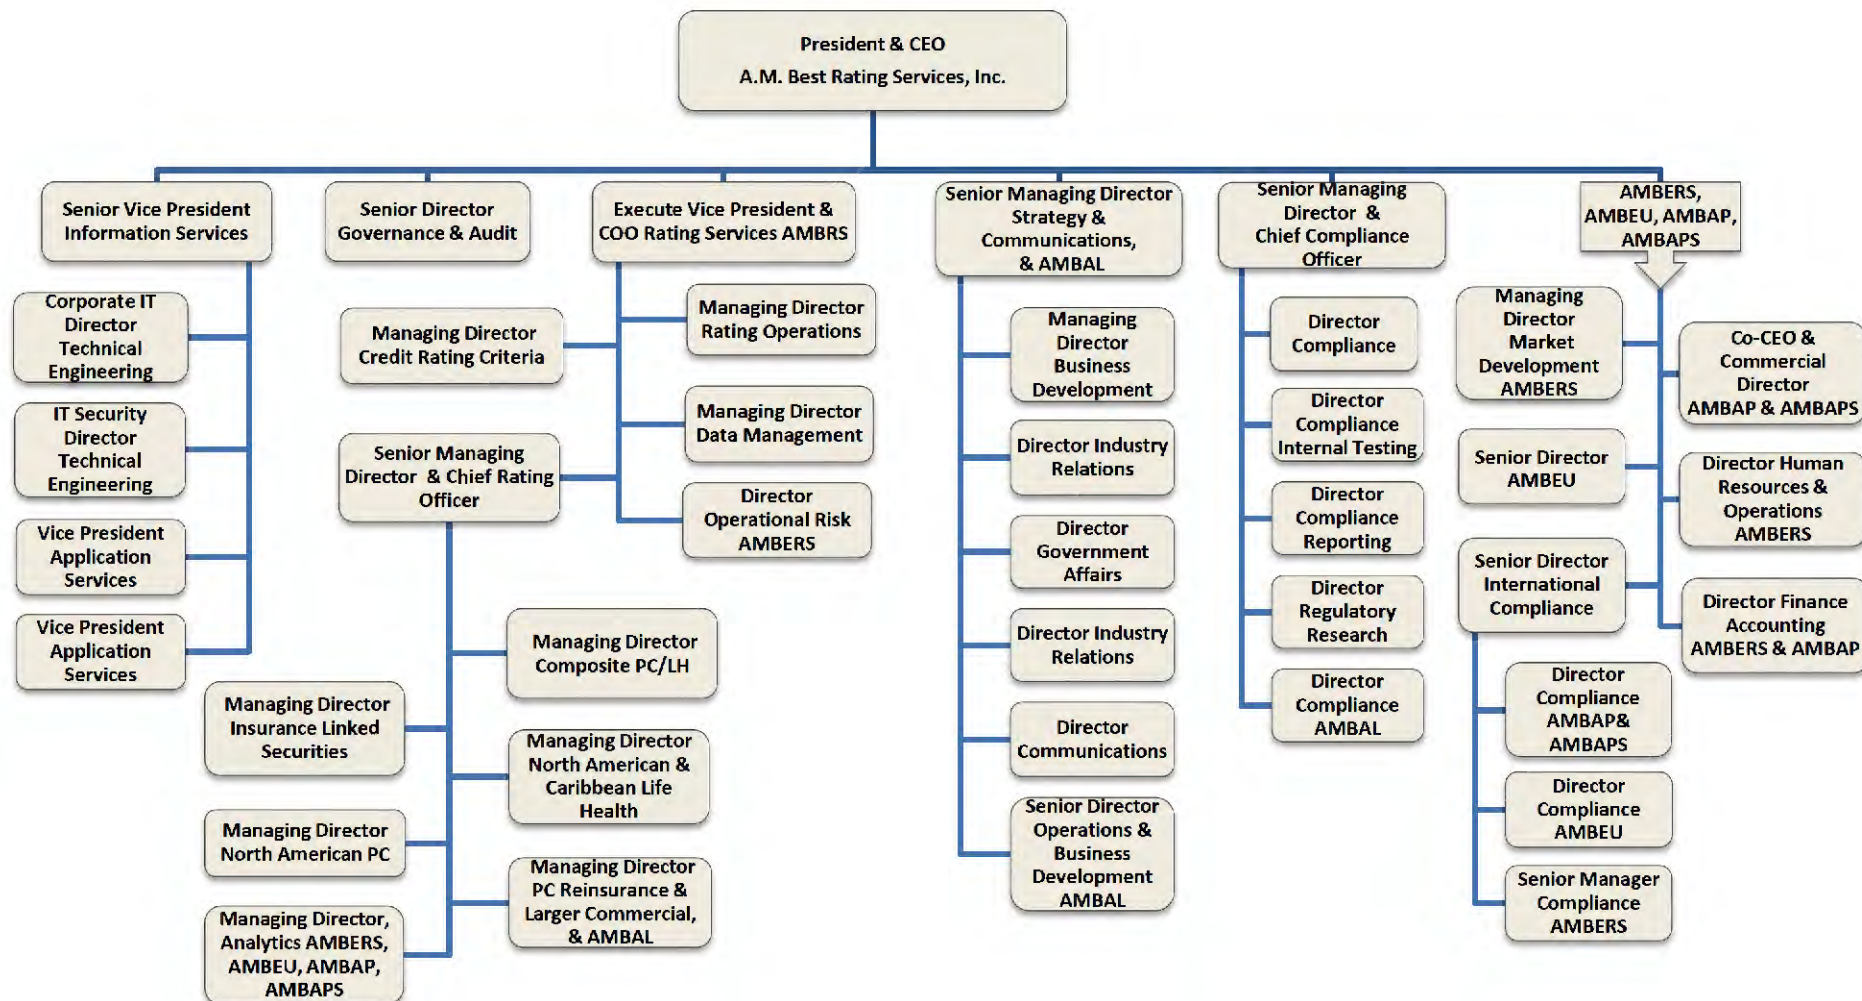 President & CEO
A.M. Best Rating Services, Inc.
Senior Vice President
Information Services
Corporate IT
Director
Technical
Engineering
IT Security
Director
Technical
Engineering
Vice President
Application
Services
Vice President
Application
Services
Senior Director
Governance & Audit
Execute Vice President &
COO Rating Services AMBRS
Managing Director
Rating Operations
Managing Director
Credit Rating Criteria
Managing Director
Data Management
Senior Managing
Director & Chief Rating
Officer
Director
Operational Risk
AMBERS
Managing Director
Composite PC/LH
Managing Director
Insurance Linked
Securities
Managing Director
North American &
Caribbean Life
Health
Managing Director
North American PC
Managing Director
PC Reinsurance &
Larger Commercial,
& AMBAL
Managing Director,
Analytics AMBERS,
AMBEU, AMBAP,
AMBAPS
Senior Managing Director
Strategy &
Communications,
& AMBAL
Managing
Director
Business
Development
Director Industry
Relations
Director
Government
Affairs
Director Industry
Relations
Director
Communications
Senior Director
Operations &
Business
Development
AMBAL
Senior Managing
Director &
Chief Compliance
Officer
Director
Compliance
Director
Compliance
Internal Testing
Director
Compliance
Reporting
Director
Regulatory
Research
Director
Compliance
AMBAL
AMBERS,
AMBEU, AMBAP,
AMBAPS
Managing
Director
Market
Development
AMBERS
Co-CEO &
Commercial
Director
AMBAP & AMBAPS
Senior Director
AMBEU
Director Human
Resources &
Operations
AMBERS
Senior Director
International
Compliance
Director Finance
Accounting
AMBERS & AMBAP
Director
Compliance
AMBAP&
AMBAPS
Director
Compliance
AMBEU
Senior Manager
Compliance
AMBERS